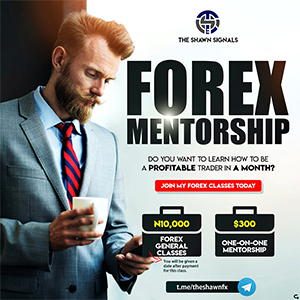 THE SHAWN SIGNALS
FOREX
MENTORSHIP
DO YOU WANT TO LEARN HOW TO BE
A PROFITABLE TRADER IN A MONTH?
JOIN MY FOREX CLASSES TODAY
₦10,000
FOREX
GENERAL
CLASSES
You will be given a
date after payment
for this class.
$300
ONE-ON-ONE
MENTORSHIP
t.me/theshawnfx